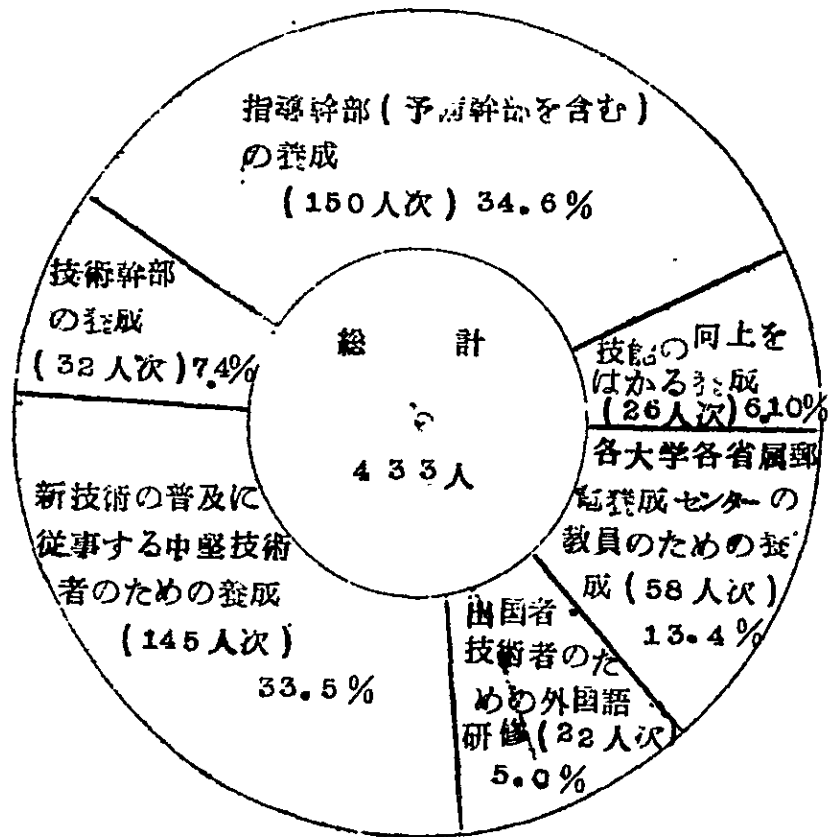 指導幹部(予備幹部を含む)
の養成
(150人次) 34.6%
技術幹部
の養成
(32人次)7.4%
総計
433人
技能の向上を
はかる養成
(26人次)6.10%
各大学各省属郵
電養成センターの
教員のための養
成(58人次)
13.4%
出国者・
技術者のた
めの外国語
研修(22人次)
5.0%
新技術の普及に
従事する中堅技術
者のための養成
(145人次)
33.5%